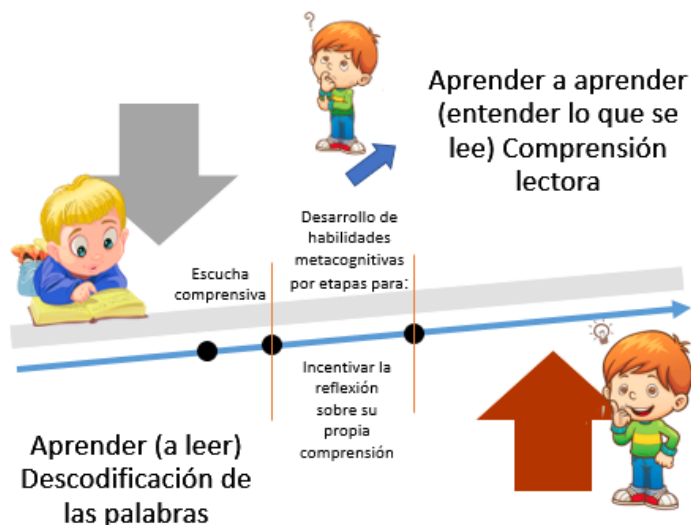 ?
Aprender a aprender
(entender lo que se
lee) Comprensión
lectora
Desarrollo de
habilidades
metacognitivas
por etapas para:
Escucha
comprensiva
Incentivar la
reflexión
sobre su
propia
comprensión
Aprender (a leer)
Descodificación de
las palabras